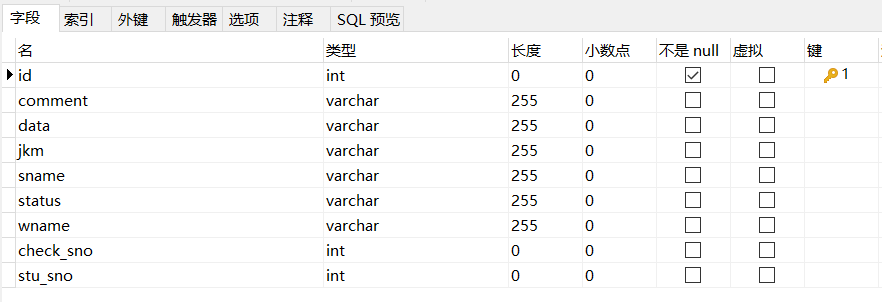 字段 索引 外键 触发器 选项 注释 SQL 预览
名 类型 长度 小数点 不是 null 虚拟 键
id int 0 0 1
comment varchar 255 0
data varchar 255 0
jkm varchar 255 0
sname varchar 255 0
status varchar 255 0
wname varchar 255 0
check_sno int 0 0
stu_sno int 0 0